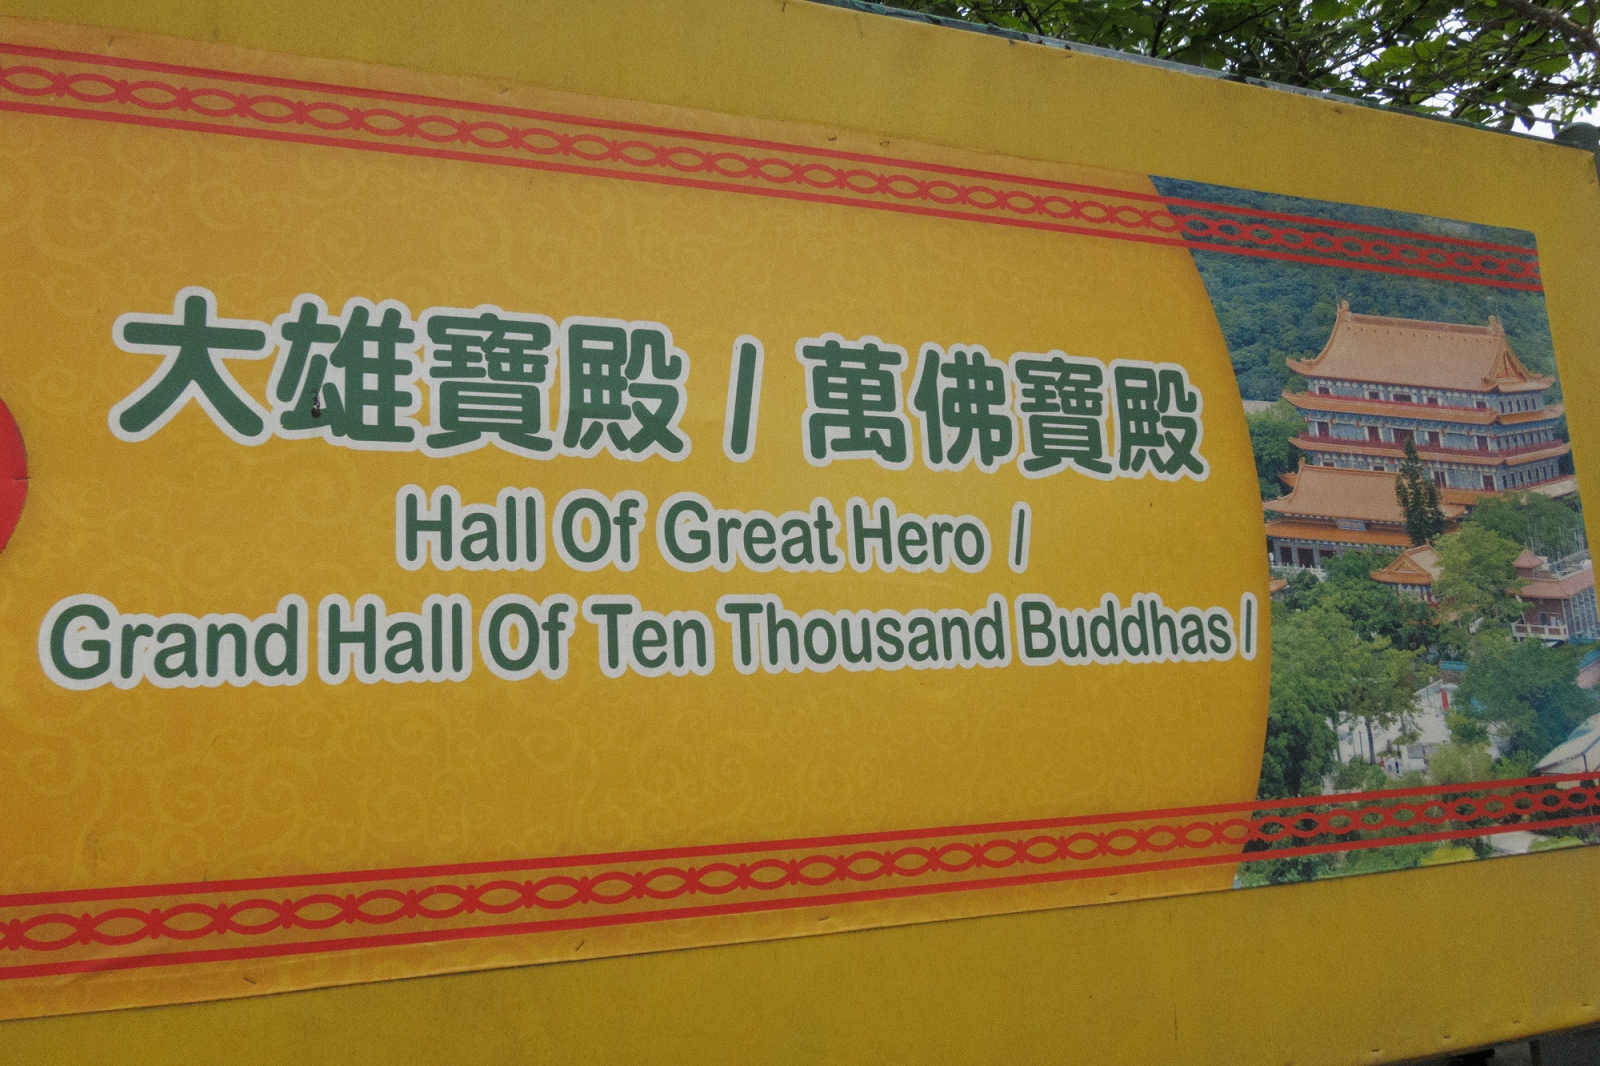 大雄寶殿 / 萬佛寶殿
Hall Of Great Hero /
Grand Hall Of Ten Thousand Buddhas /